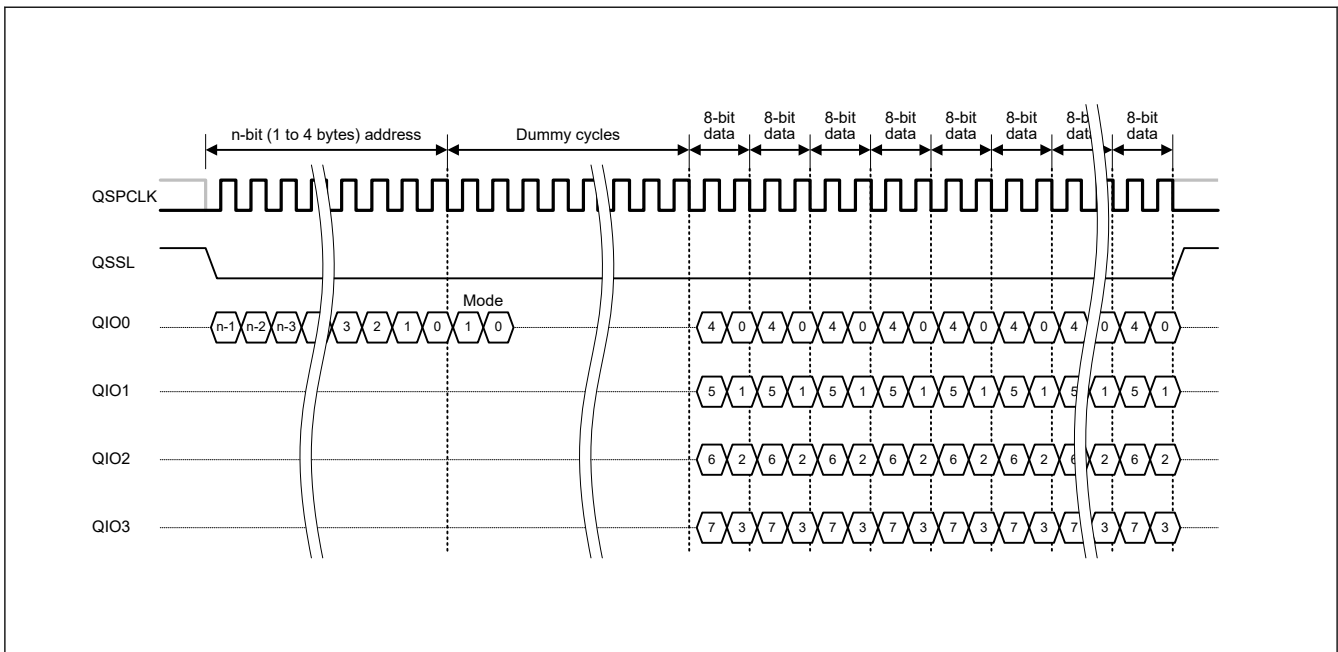 8-bit 8-bit 8-bit 8-bit 8-bit 8-bit 8-b 8-bit
n-bit (1 to 4 bytes) address Dummy cycles data data data data data data data data
QSPCLK
QSSL
Mode
QIO0 n-1 n-2 n-3 3 2 1 0 1 0 4 0 4 0 4 0 4 0 4 0 4 0 4 0 4 0
QIO1 5 1 5 1 5 1 5 1 5 1 5 1 5 1 5 1
QIO2 6 2 6 2 6 2 6 2 6 2 6 2 6 2 6 2
QIO3 7 3 7 3 7 3 7 3 7 3 7 3 7 3 7 3